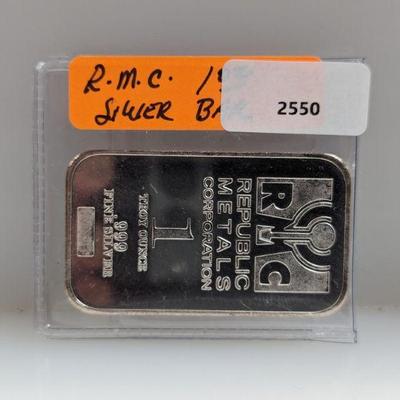 R.M.C.
SILVER
2550
RMC
REPUBLIC
METALS
CORPORATION
1
TROY OUNCE
999
FINE SILVER